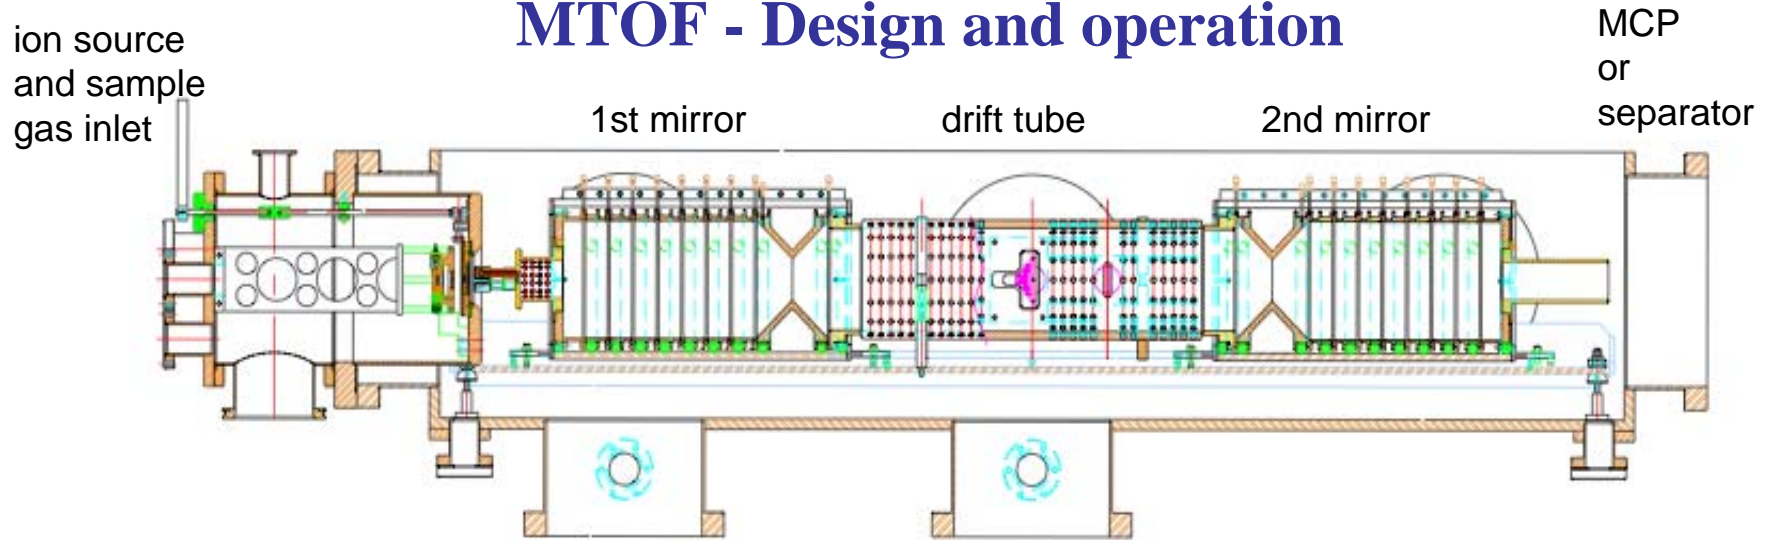 MTOF - Design and operation
ion source
and sample
gas inlet
1st mirror
drift tube
2nd mirror
MCP
or
separator